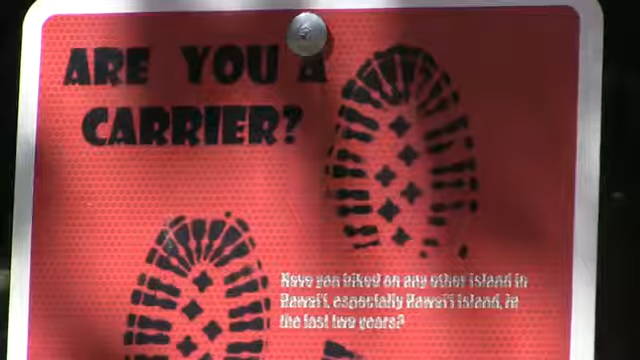 ARE YOU A
CARRIER?
Have you hiked on any other island in
Hawai'i, especially Hawai'i Island, in
the last two years?